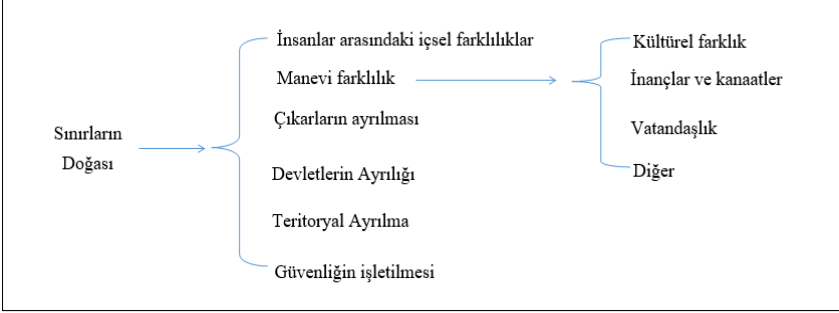 Sınırların
Doğası
İnsanlar arasındaki içsel farklılıklar
Manevi farklılık
Çıkarların ayrılması
Devletlerin Ayrılığı
Teritoryal Ayrılma
Güvenliğin işletilmesi
Kültürel farklık
İnançlar ve kanaatler
Vatandaşlık
Diğer